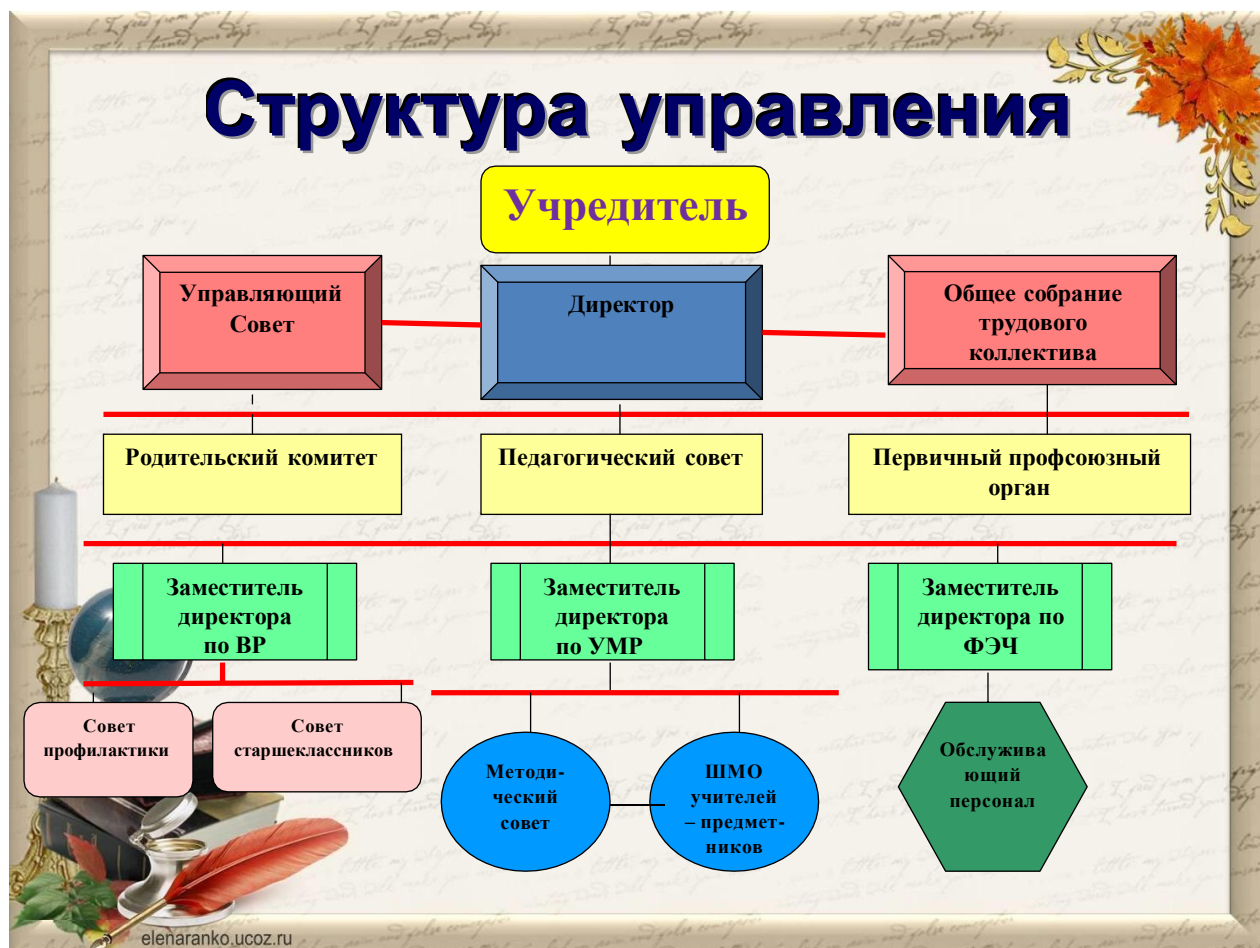 Структура управления
Учредитель
Управляющий
Совет
Директор
Общее собрание
трудового
коллектива
Родительский комитет
Педагогический совет
Первичный профсоюзный
орган
Заместитель
директора
по ВР
Заместитель
директора
по УМР
Заместитель
директора по
ФЭЧ
Совет
профилактики
Совет
старшеклассников
Методи-
ческий
совет
ШМО
учителей
– предмет-
ников
Обслужива
ющий
персонал
elenaranko.ucoz.ru